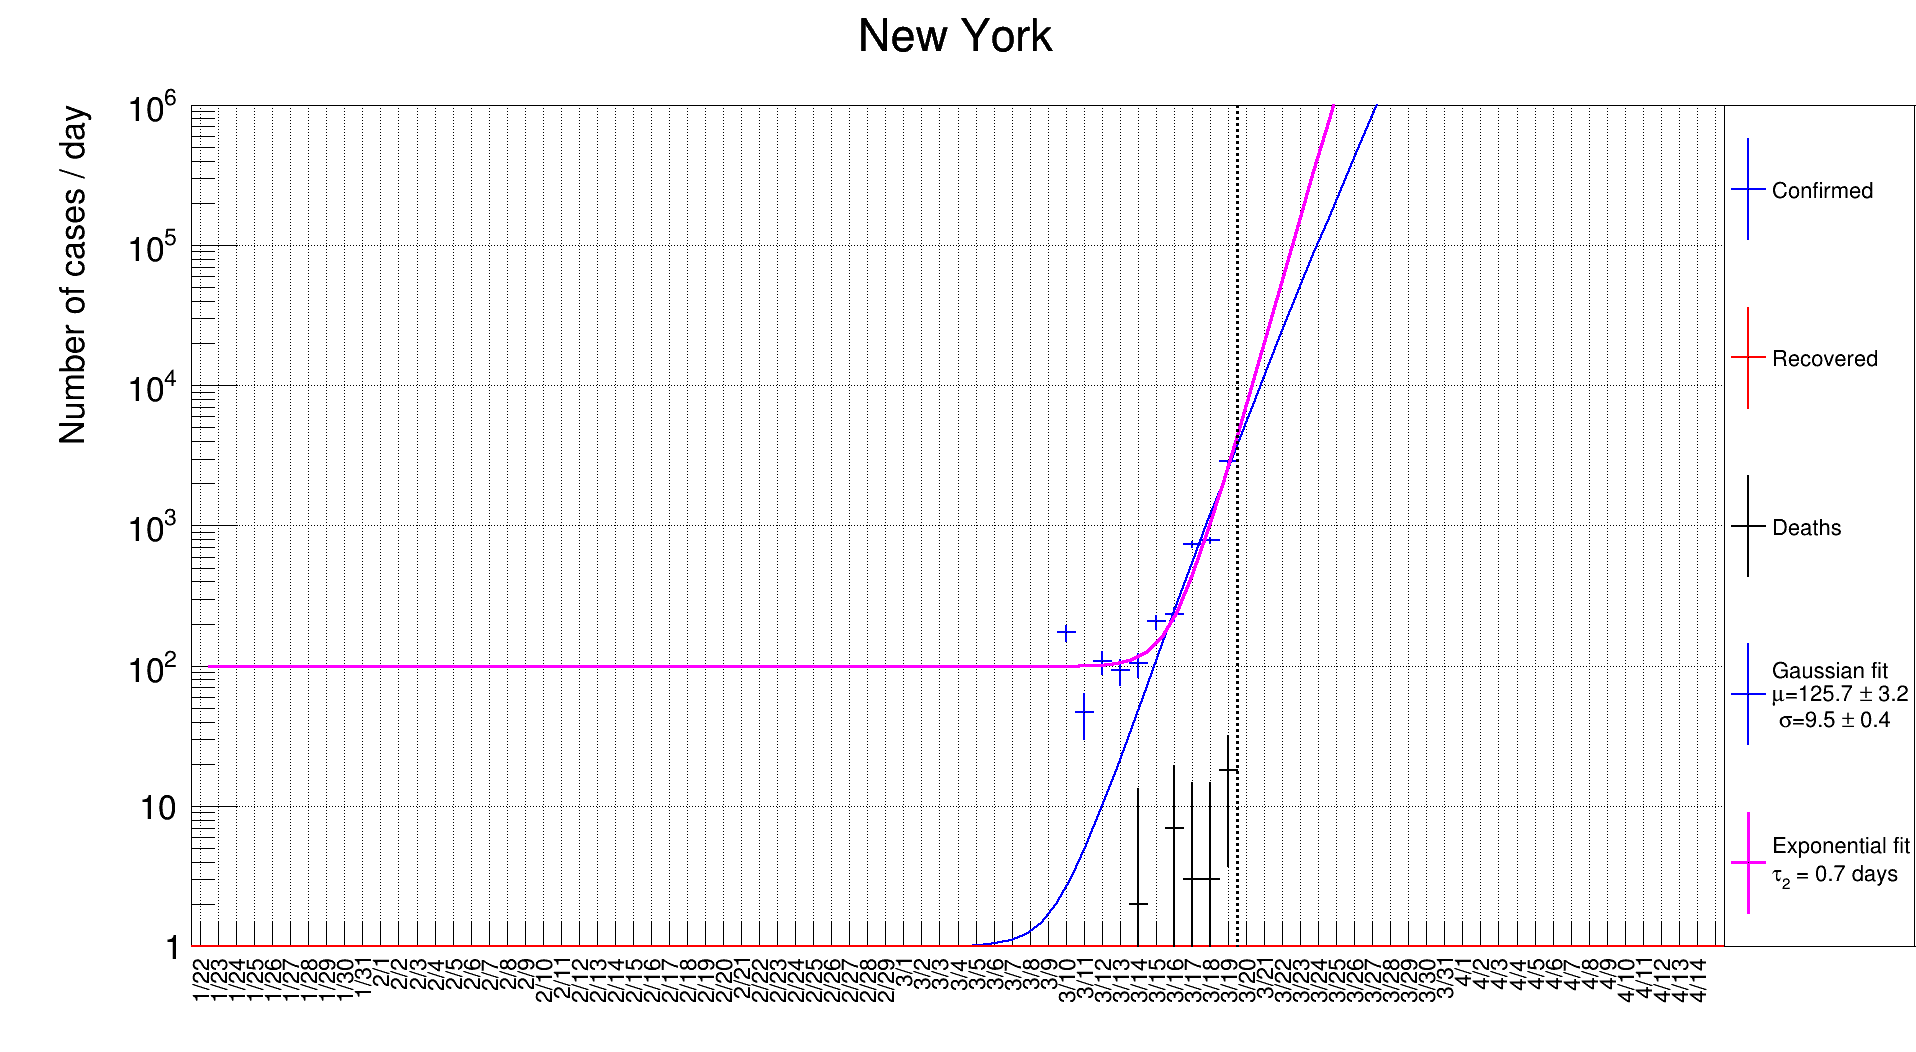 New York
Number of cases / day
10^6
10^5
10^4
10^3
10^2
10
1
1/22 1/23 1/24 1/25 1/26 1/27 1/28 1/29 1/30 1/31 2/1 2/2 2/3 2/4 2/5 2/6 2/7 2/8 2/9 2/10 2/11 2/12 2/13 2/14 2/15 2/16 2/17 2/18 2/19 2/20 2/21 2/22 2/23 2/24 2/25 2/26 2/27 2/28 2/29 3/1 3/2 3/3 3/4 3/5 3/6 3/7 3/8 3/9 3/10 3/11 3/12 3/13 3/14 3/15 3/16 3/17 3/18 3/19 3/20 3/21 3/22 3/23 3/24 3/25 3/26 3/27 3/28 3/29 3/30 3/31 4/1 4/2 4/3 4/4 4/5 4/6 4/7 4/8 4/9 4/10 4/11 4/12 4/13 4/14
Confirmed
Recovered
Deaths
Gaussian fit
μ=125.7 ± 3.2
σ=9.5 ± 0.4
Exponential fit
τ₂ = 0.7 days